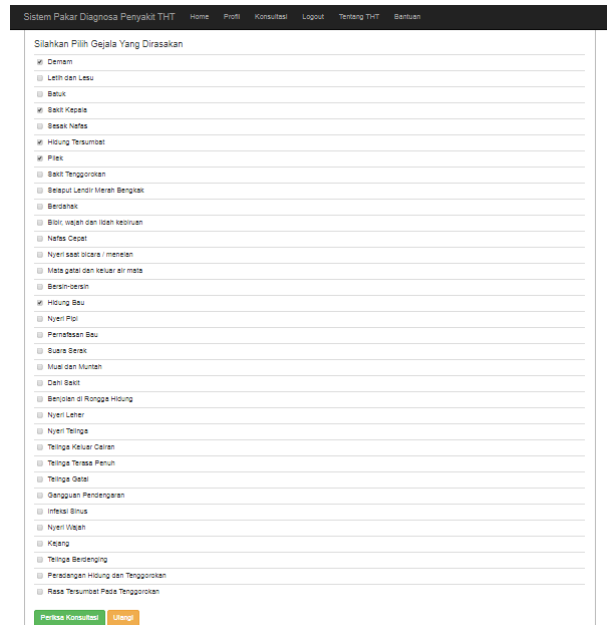 Sistem Pakar Diagnosa Penyakit THT Home Profil Konsultasi Logout Tentang THT Bantuan
Silahkan Pilih Gejala Yang Dirasakan
Demam
Letih dan Lesu
Batuk
Sakit Kepala
Sesak Nafas
Hidung Tersumbat
Pilek
Sakit Tenggorokan
Selaput Lendir Merah Bengkak
Berdahak
Bibir, wajah dan lidah kebiruan
Nafas Cepat
Nyeri saat bicara / menelan
Mata gatal dan keluar air mata
Bersin-bersin
Hidung Bau
Nyeri Pipi
Pernafasan Bau
Suara Serak
Mual dan Muntah
Dahi Sakit
Benjolan di Rongga Hidung
Nyeri Leher
Nyeri Telinga
Telinga Keluar Cairan
Telinga Terasa Penuh
Telinga Gatal
Gangguan Pendengaran
Infeksi Sinus
Nyeri Wajah
Kejang
Telinga Berdenging
Peradangan Hidung dan Tenggorokan
Rasa Tersumbat Pada Tenggorokan
Periksa Konsultasi Ulangi